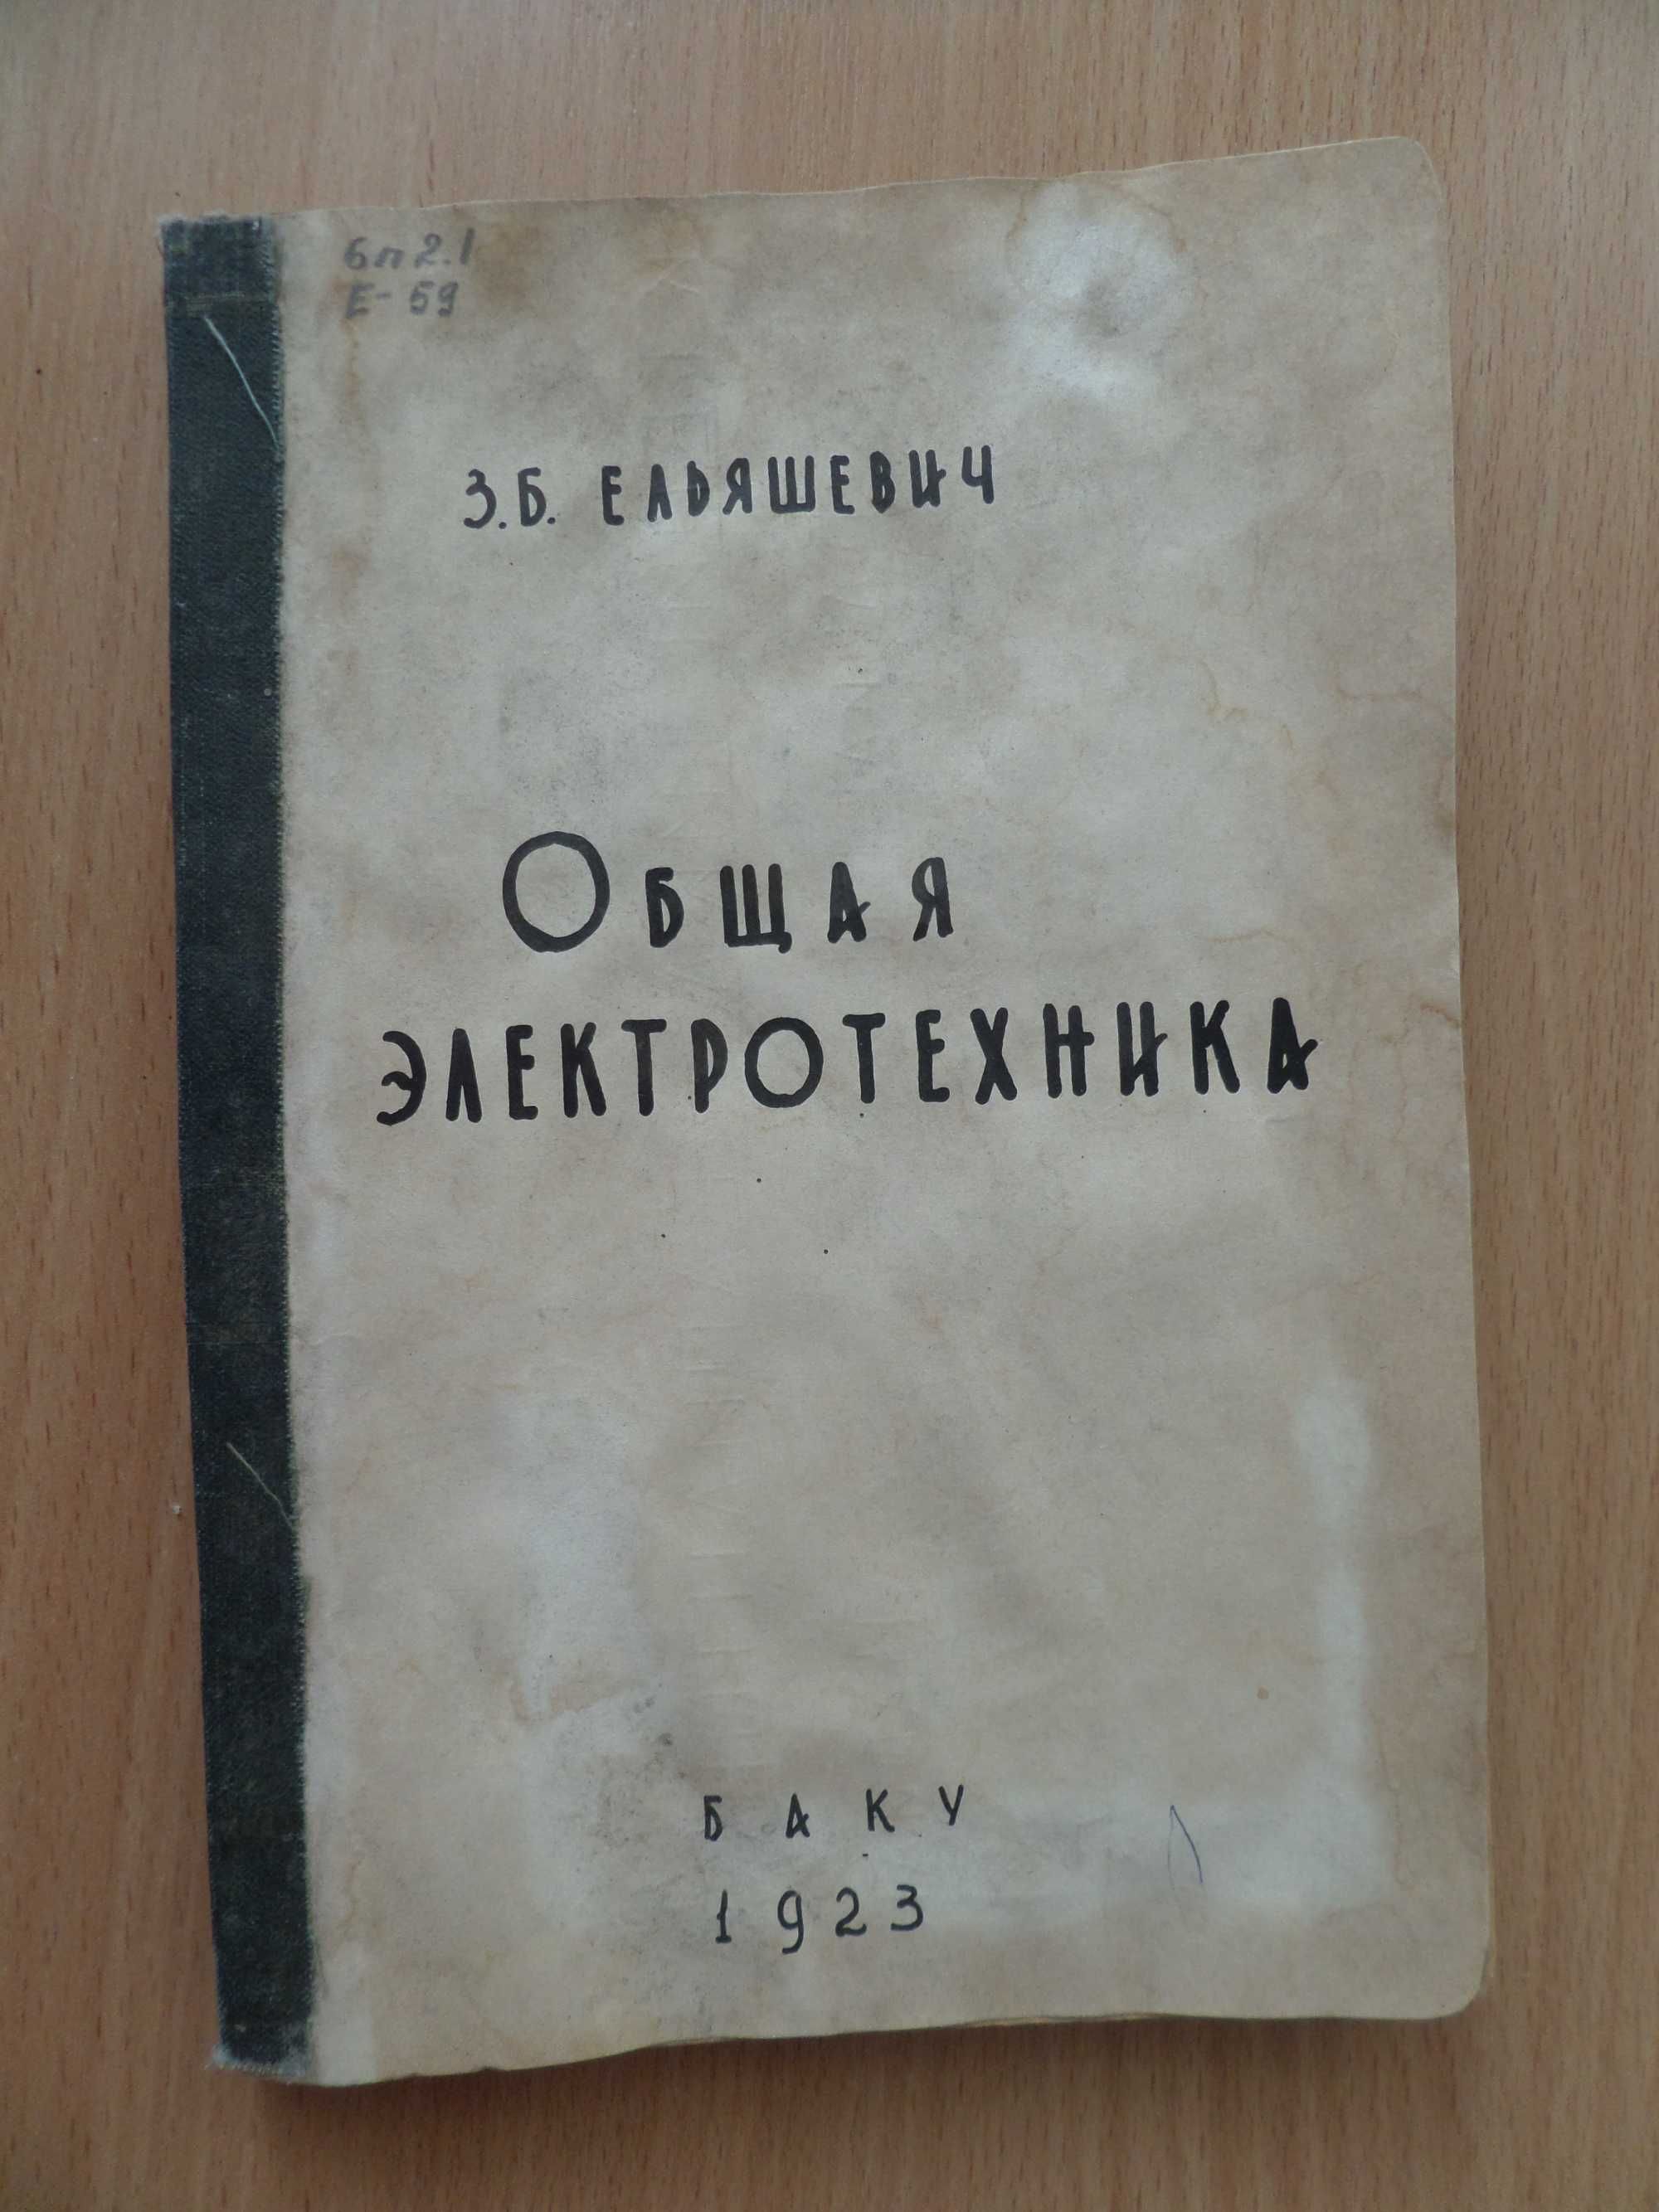 6п2.1
Е-59
З.Б. ЕЛЬЯШЕВИЧ
ОБЩАЯ
ЭЛЕКТРОТЕХНИКА
БАКУ
1923